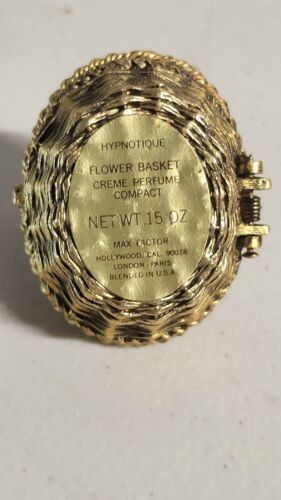 HYPNOTIQUE
FLOWER BASKET
CREME PERFUME
COMPACT
NET WT. 15 OZ.
MAX FACTOR
HOLLYWOOD, CAL. 90028
LONDON · PARIS
BLENDED IN U.S.A.